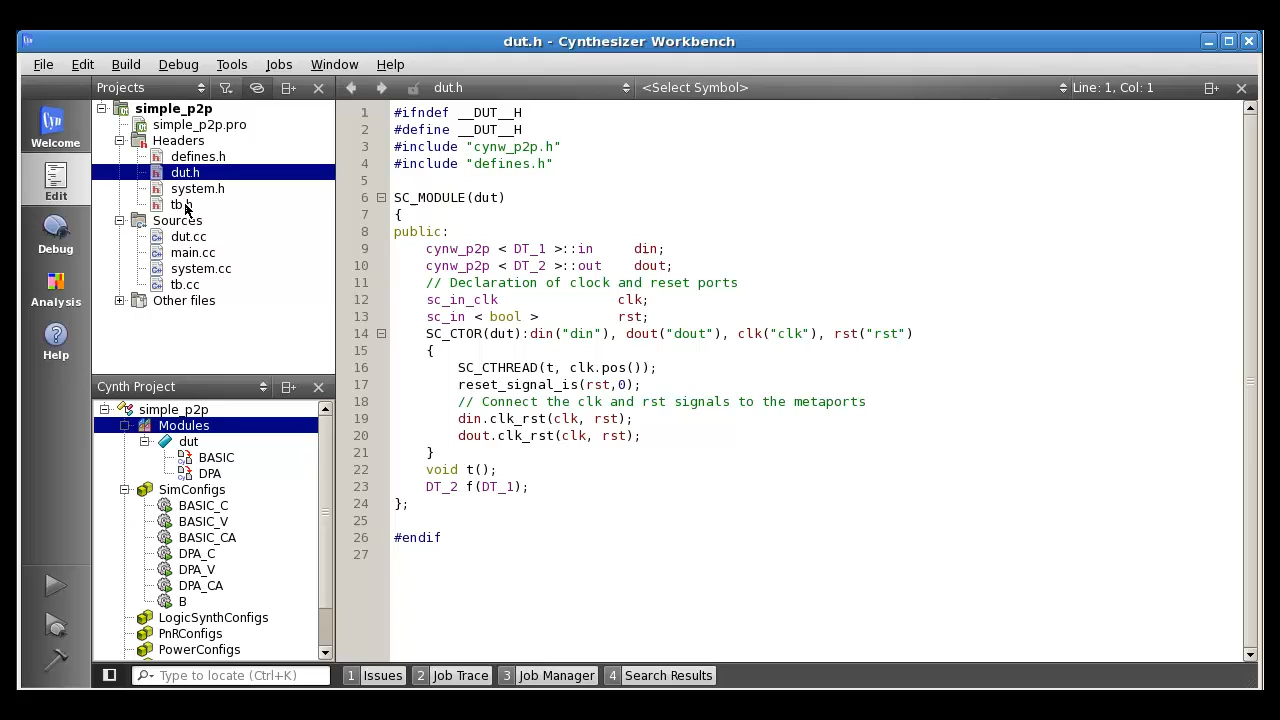 dut.h - Cynthesizer Workbench
File Edit Build Debug Tools Jobs Window Help
Projects
dut.h
<Select Symbol>
Line: 1, Col: 1
Welcome
Edit
Debug
Analysis
Help
simple_p2p
simple_p2p.pro
Headers
defines.h
dut.h
system.h
tb.h
Sources
dut.cc
main.cc
system.cc
tb.cc
Other files
Cynth Project
simple_p2p
Modules
dut
BASIC
DPA
SimConfigs
BASIC_C
BASIC_V
BASIC_CA
DPA_C
DPA_V
DPA_CA
B
LogicSynthConfigs
PnRConfigs
PowerConfigs
1 #ifndef __DUT__H
2 #define __DUT__H
3 #include "cynw_p2p.h"
4 #include "defines.h"
5
6 SC_MODULE(dut)
7 {
8 public:
9     cynw_p2p < DT_1 >::in     din;
10     cynw_p2p < DT_2 >::out    dout;
11     // Declaration of clock and reset ports
12     sc_in_clk               clk;
13     sc_in < bool >          rst;
14     SC_CTOR(dut):din("din"), dout("dout"), clk("clk"), rst("rst")
15     {
16         SC_CTHREAD(t, clk.pos());
17         reset_signal_is(rst,0);
18         // Connect the clk and rst signals to the metaports
19         din.clk_rst(clk, rst);
20         dout.clk_rst(clk, rst);
21     }
22     void t();
23     DT_2 f(DT_1);
24 };
25
26 #endif
27
Type to locate (Ctrl+K)
1 Issues
2 Job Trace
3 Job Manager
4 Search Results